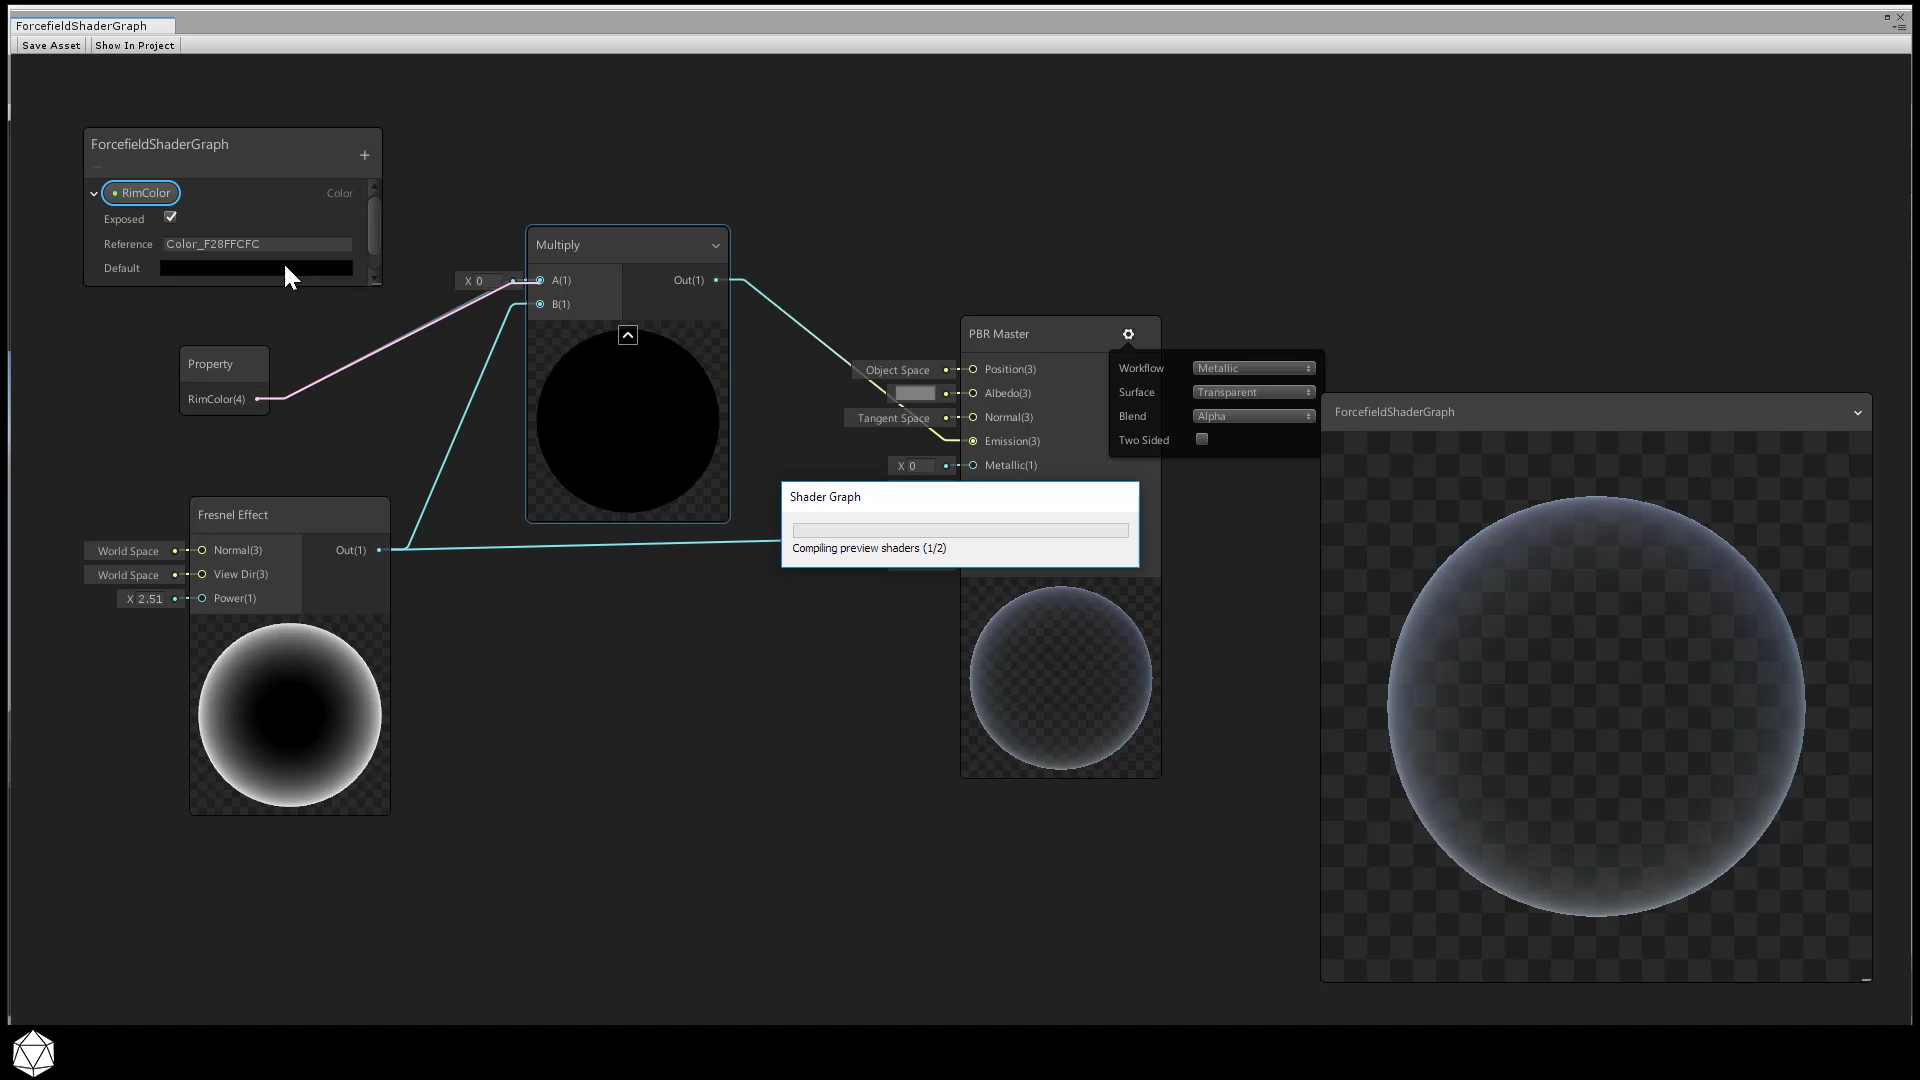 ForcefieldShaderGraph
Save Asset
Show In Project
ForcefieldShaderGraph
+
RimColor
Color
Exposed
Reference
Color_F28FFCFC
Default
Multiply
X 0
A(1)
Out(1)
B(1)
Property
RimColor(4)
PBR Master
Object Space
Position(3)
Albedo(3)
Tangent Space
Normal(3)
Emission(3)
X 0
Metallic(1)
Workflow
Metallic
Surface
Transparent
Blend
Alpha
Two Sided
ForcefieldShaderGraph
Shader Graph
Compiling preview shaders (1/2)
Fresnel Effect
World Space
Normal(3)
Out(1)
World Space
View Dir(3)
X 2.51
Power(1)